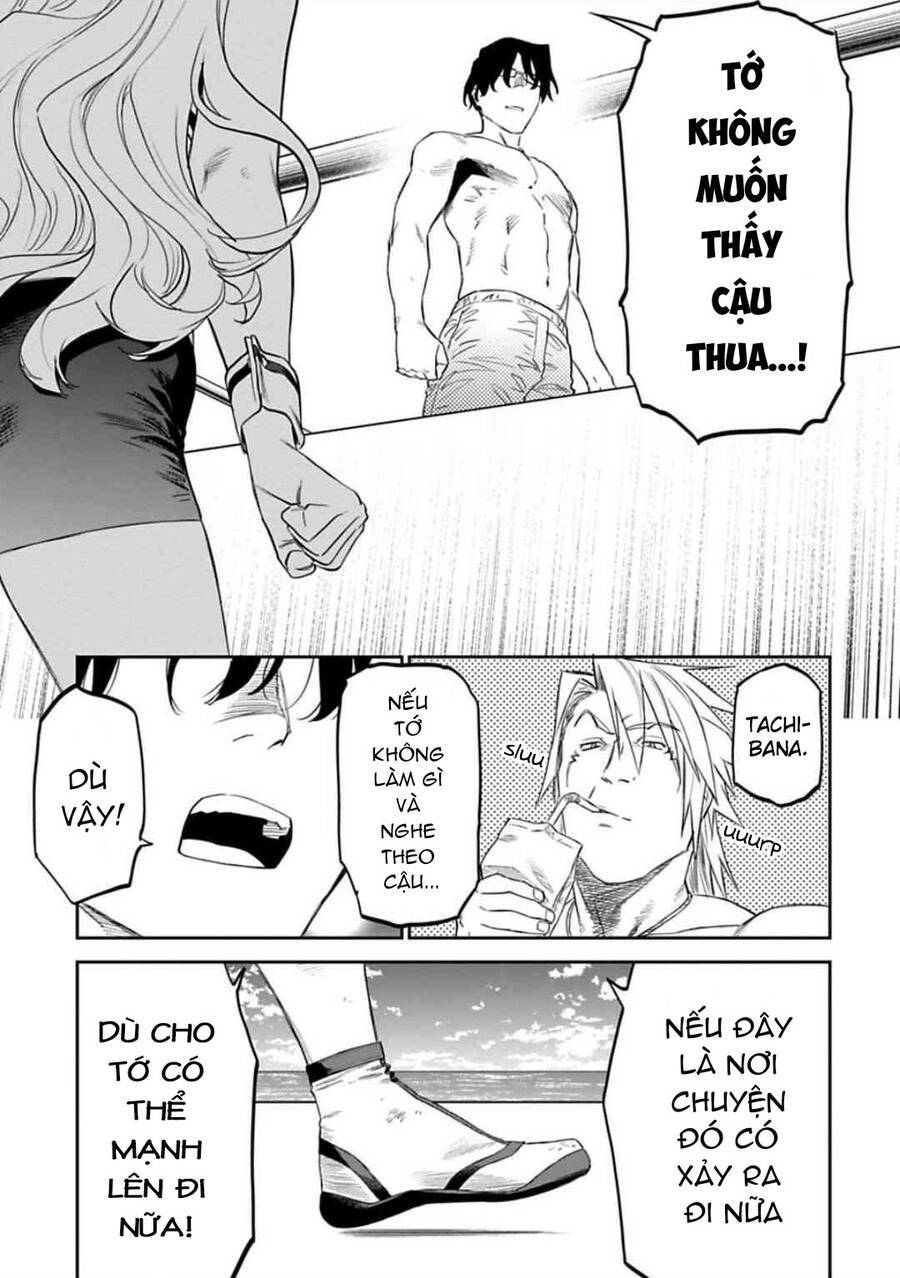 TỚ
KHÔNG
MUỐN
THẤY
CẬU
THUA...!
TACHI-
BANA.
sluu
uuurp
NẾU
TỚ
KHÔNG
LÀM GÌ
VÀ
NGHE
THEO
CẬU...
DÙ
VẬY!
NẾU ĐÂY
LÀ NƠI
CHUYỆN
ĐÓ CÓ
XẢY RA
ĐI NỮA
DÙ CHO
TỚ CÓ
THỂ
MẠNH
LÊN ĐI
NỮA!